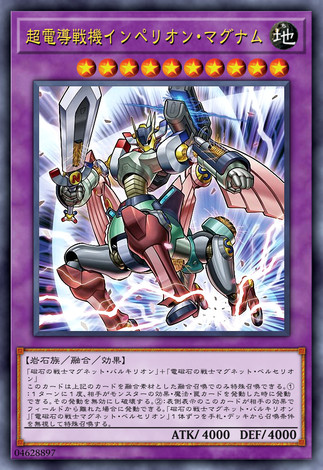 超電導戦機インペリオン・マグナム
地
【岩石族/融合/効果】
「磁石の戦士マグネット・バルキリオン」+「電磁石の戦士マグネット・ベルセリオン」
このカードは上記のカードを融合素材とした融合召喚でのみ特殊召喚できる。①:1ターンに1度、相手がモンスターの効果・魔法・罠カードを発動した時に発動できる。その発動を無効にし破壊する。②:表側表示のこのカードが相手の効果でフィールドから離れた場合に発動できる。「磁石の戦士マグネット・バルキリオン」「電磁石の戦士マグネット・ベルセリオン」1体ずつを手札・デッキから召喚条件を無視して特殊召喚する。
ATK/ 4000 DEF/ 4000
04628897